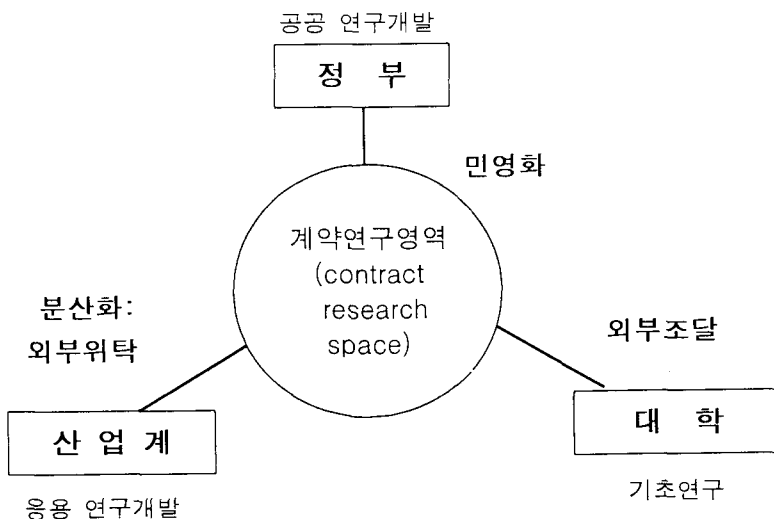 공공 연구개발
정 부
민영화
계약연구영역
(contract
research
space)
분산화:
외부위탁
외부조달
산 업 계
대 학
응용 연구개발
기초연구